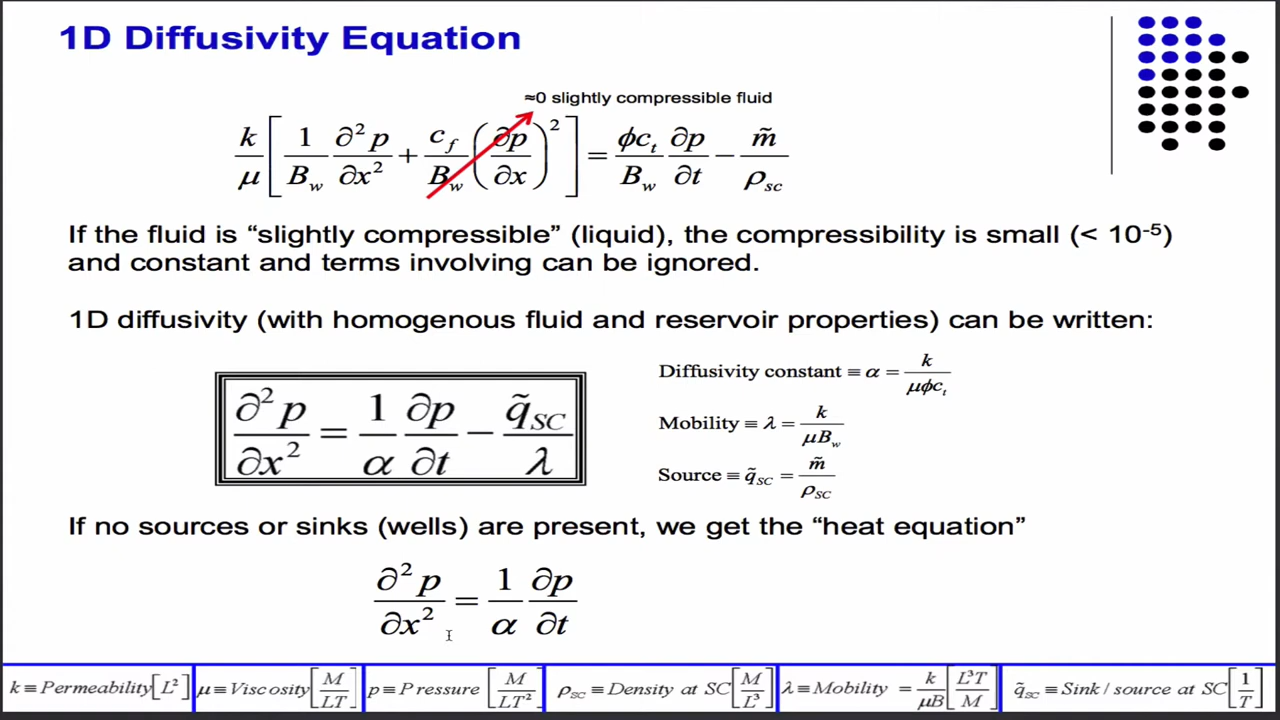 1D Diffusivity Equation
≈0 slightly compressible fluid
k/μ [ 1/B_w ∂²p/∂x² + c_f/B_w (∂p/∂x)² ] = ϕc_t/B_w ∂p/∂t − m̃/ρ_sc
If the fluid is “slightly compressible” (liquid), the compressibility is small (< 10⁻⁵)
and constant and terms involving can be ignored.
1D diffusivity (with homogenous fluid and reservoir properties) can be written:
∂²p/∂x² = 1/α ∂p/∂t − q̃_SC/λ
Diffusivity constant ≡ α = k/μϕc_t
Mobility ≡ λ = k/μB_w
Source ≡ q̃_SC = m̃/ρ_SC
If no sources or sinks (wells) are present, we get the “heat equation”
∂²p/∂x² = 1/α ∂p/∂t
k ≡ Permeability [L²]
μ ≡ Viscosity [M/LT]
p ≡ Pressure [M/LT²]
ρ_SC ≡ Density at SC [M/L³]
λ ≡ Mobility = k/μB [L³T/M]
q̃_SC ≡ Sink / source at SC [1/T]